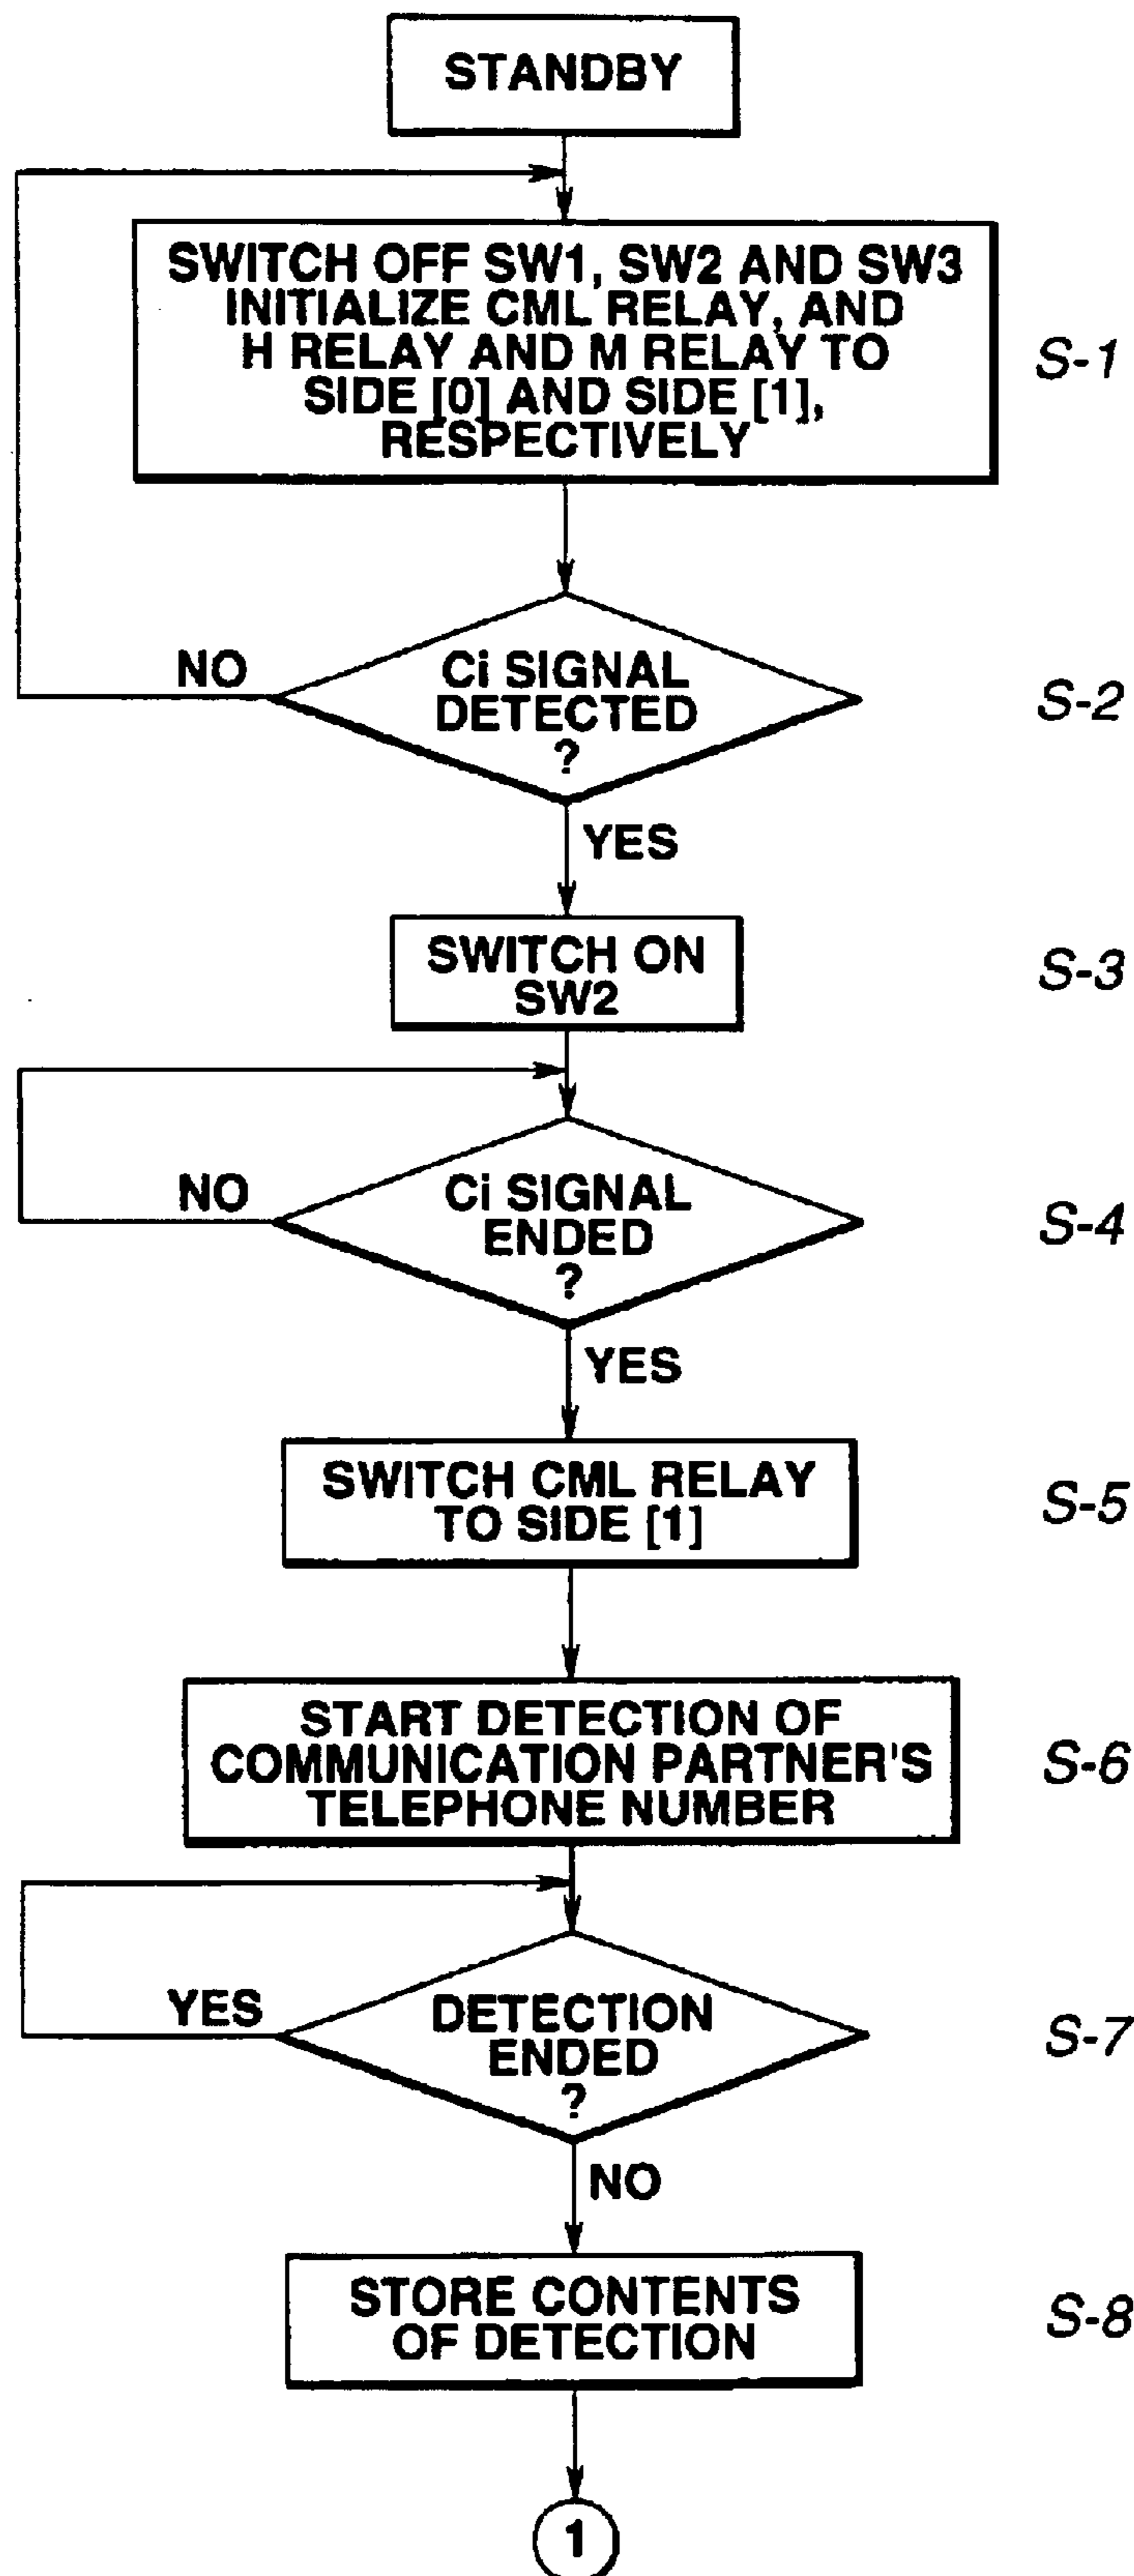 STANDBY
SWITCH OFF SW1, SW2 AND SW3
INITIALIZE CML RELAY, AND
H RELAY AND M RELAY TO
SIDE [0] AND SIDE [1],
RESPECTIVELY
S-1
NO
Ci SIGNAL
DETECTED
?
S-2
YES
SWITCH ON
SW2
S-3
NO
Ci SIGNAL
ENDED
?
S-4
YES
SWITCH CML RELAY
TO SIDE [1]
S-5
START DETECTION OF
COMMUNICATION PARTNER'S
TELEPHONE NUMBER
S-6
YES
DETECTION
ENDED
?
S-7
NO
STORE CONTENTS
OF DETECTION
S-8
1